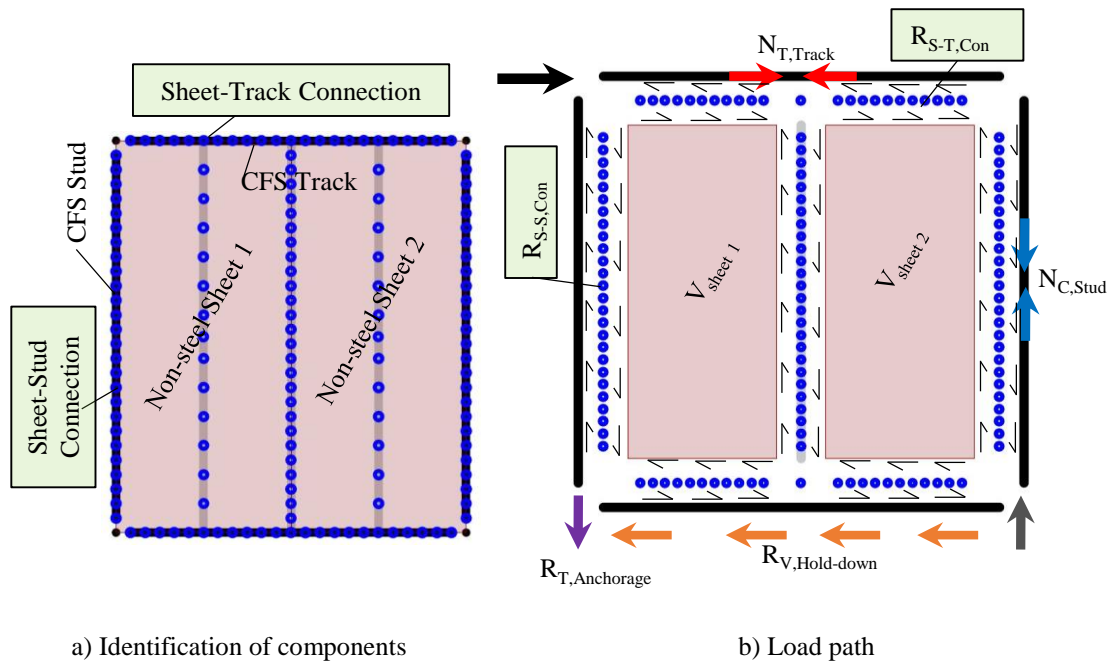 Sheet-Track Connection
CFS Stud
CFS Track
Non-steel Sheet 1
Non-steel Sheet 2
Sheet-Stud
Connection
a) Identification of components
N_T,Track
R_S-T,Con
R_S-S,Con
V_sheet 1
V_sheet 2
N_C,Stud
R_T,Anchorage
R_V,Hold-down
b) Load path